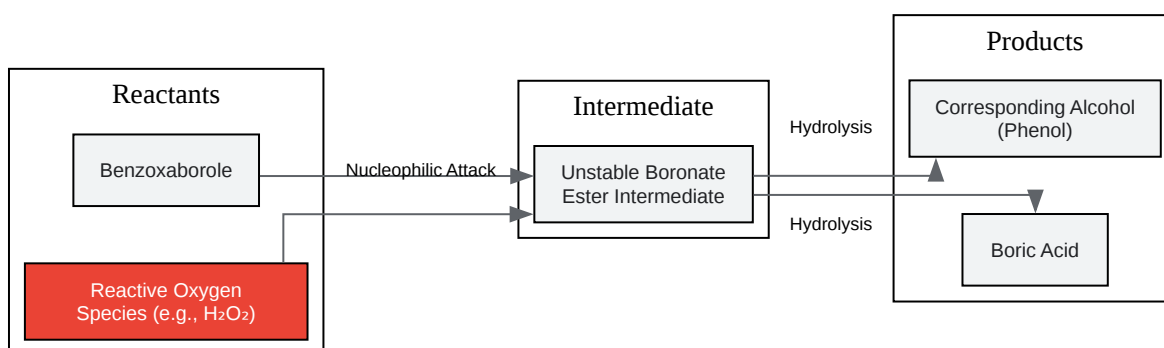 Reactants
Benzoxaborole
Reactive Oxygen
Species (e.g., H₂O₂)
Nucleophilic Attack
Intermediate
Unstable Boronate
Ester Intermediate
Hydrolysis
Hydrolysis
Products
Corresponding Alcohol
(Phenol)
Boric Acid